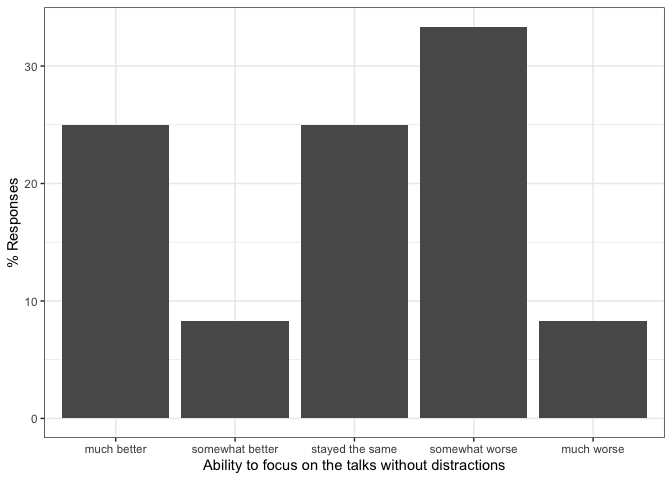 % Responses
30
20
10
0
much better somewhat better stayed the same somewhat worse much worse
Ability to focus on the talks without distractions